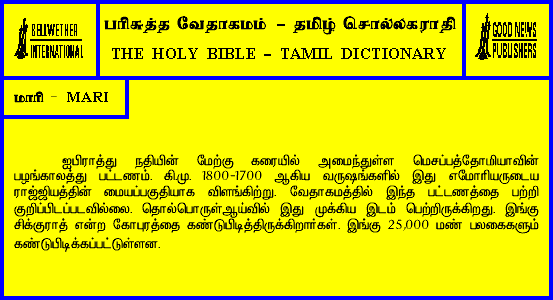 BELLWETHER
INTERNATIONAL
பரிசுத்த வேதாகமம் - தமிழ் சொல்லகராதி
THE HOLY BIBLE - TAMIL DICTIONARY
GOOD NEWS
PUBLISHERS
மாரி - MARI
ஐபிராத்து நதியின் மேற்கு கரையில் அமைந்துள்ள மெசப்பத்தோமியாவின்
பழங்காலத்து பட்டணம். கி.மு. 1800-1700 ஆகிய வருஷங்களில் இது எமோரியருடைய
ராஜ்ஜியத்தின் மையப்பகுதியாக விளங்கிற்று. வேதாகமத்தில் இந்த பட்டணத்தை பற்றி
குறிப்பிடப்படவில்லை. தொல்பொருள்ஆய்வில் இது முக்கிய இடம் பெற்றிருக்கிறது. இங்கு
சிக்குராத் என்ற கோபுரத்தை கண்டுபிடித்திருக்கிறார்கள். இங்கு 25,000 மண் பலகைகளும்
கண்டுபிடிக்கப்பட்டுள்ளன.